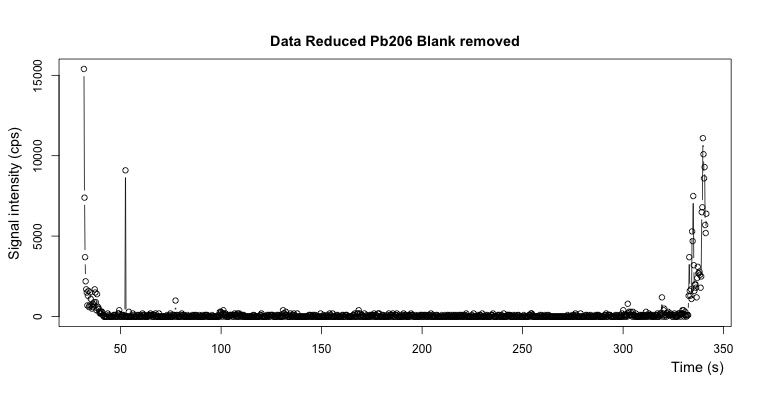 Data Reduced Pb206 Blank removed
Signal intensity (cps)
15000
10000
5000
0
50 100 150 200 250 300 350
Time (s)